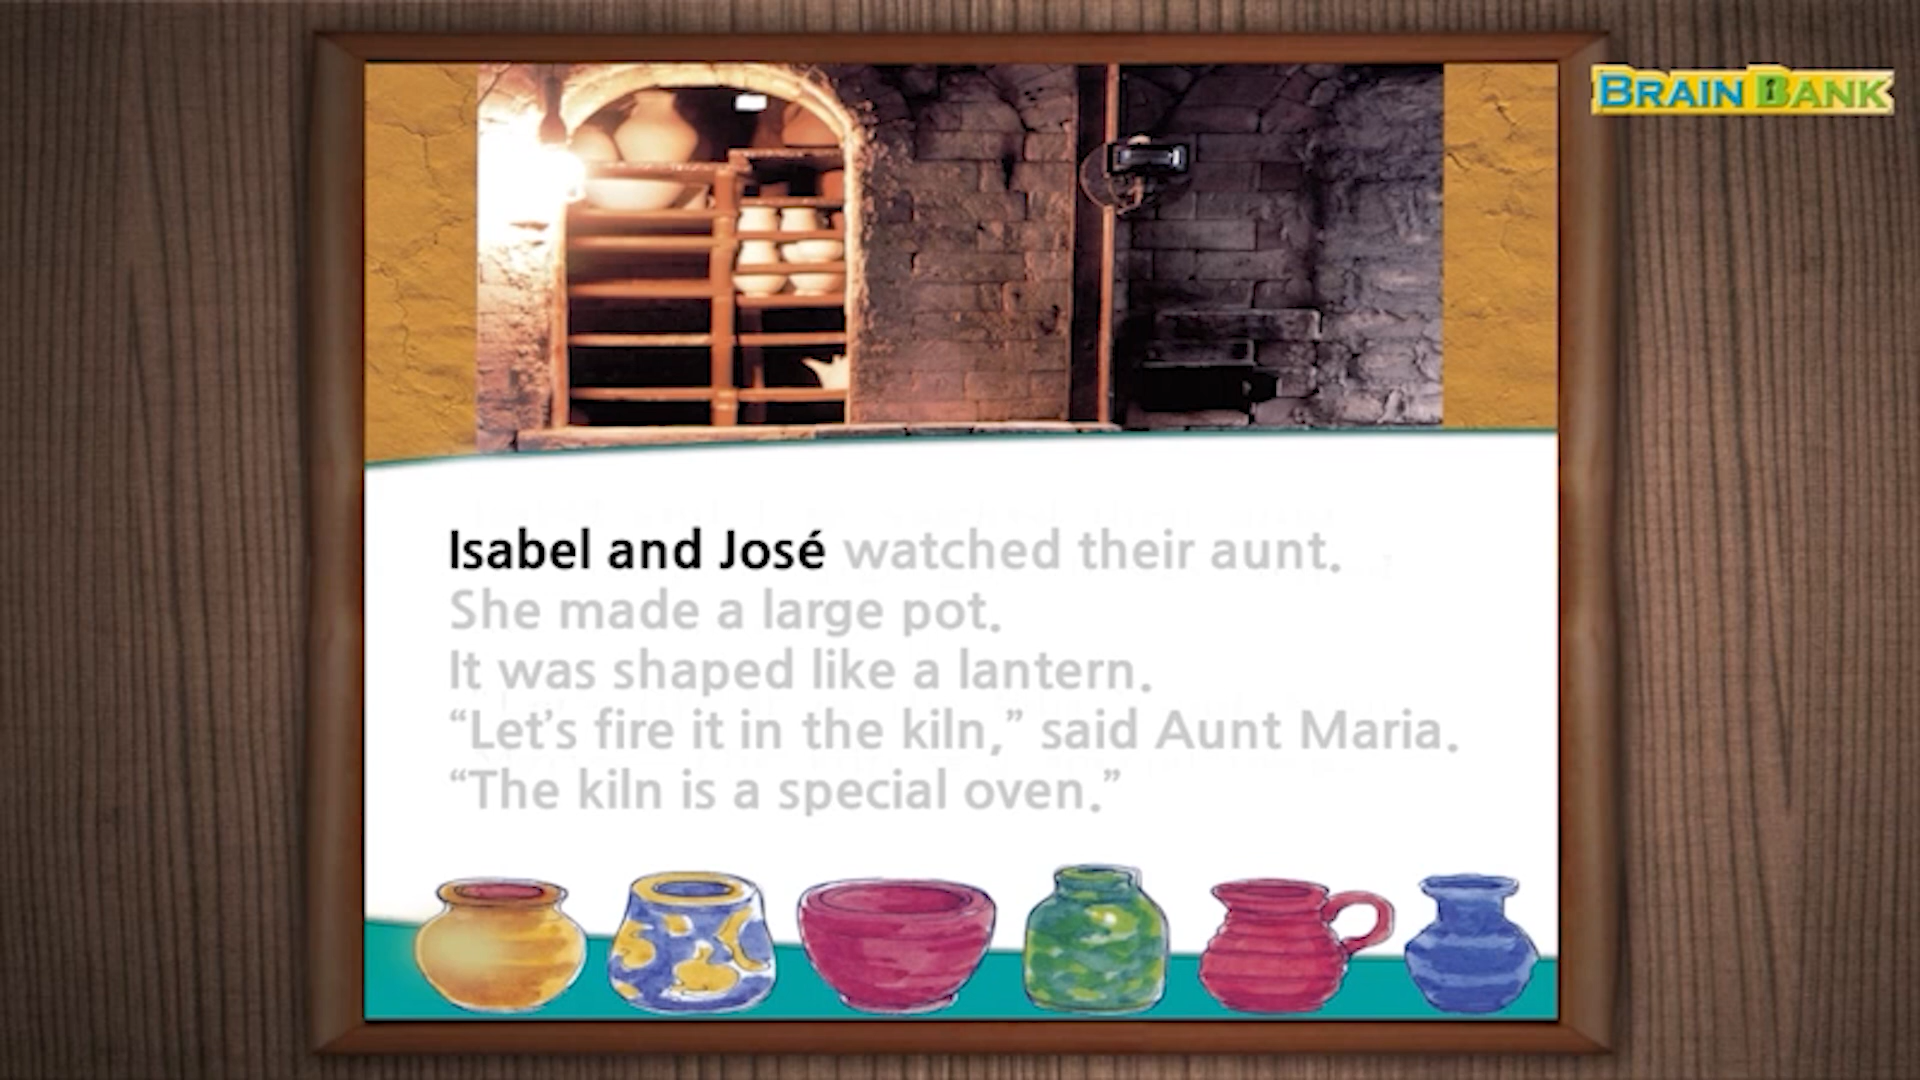 BRAIN BANK
Isabel and José watched their aunt.
She made a large pot.
It was shaped like a lantern.
“Let’s fire it in the kiln,” said Aunt Maria.
“The kiln is a special oven.”